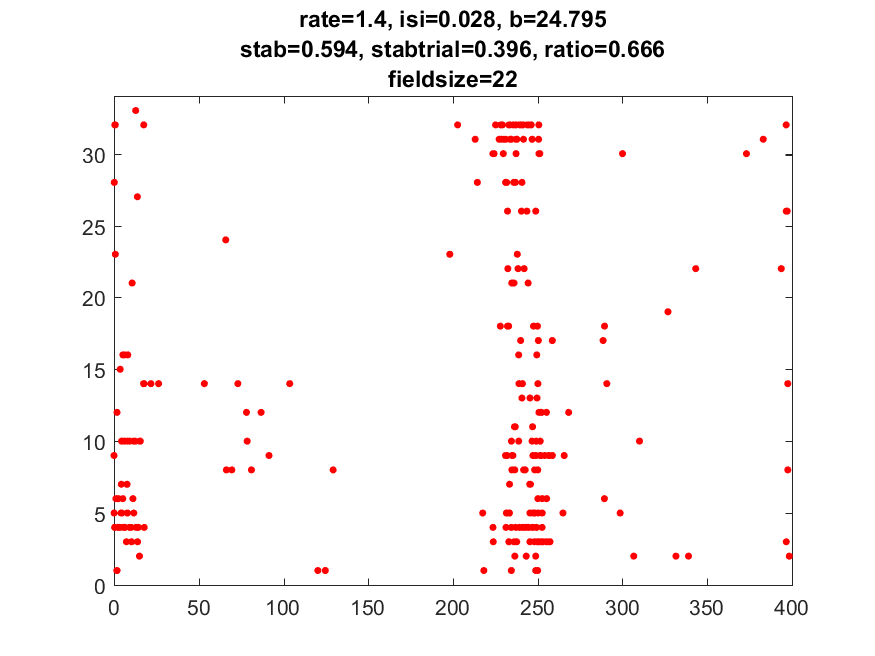 rate=1.4, isi=0.028, b=24.795
stab=0.594, stabtrial=0.396, ratio=0.666
fieldsize=22
30
25
20
15
10
5
0
0 50 100 150 200 250 300 350 400